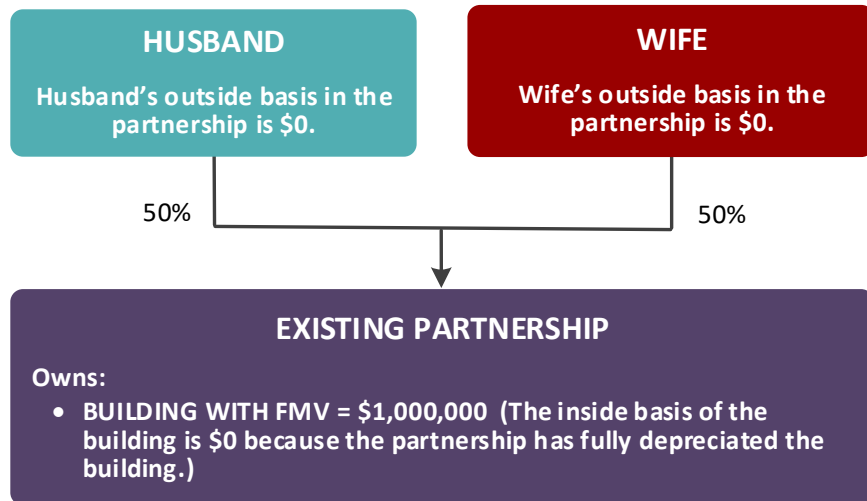 HUSBAND
Husband's outside basis in the
partnership is $0.
WIFE
Wife's outside basis in the
partnership is $0.
50%
50%
EXISTING PARTNERSHIP
Owns:
• BUILDING WITH FMV = $1,000,000 (The inside basis of the
building is $0 because the partnership has fully depreciated the
building.)